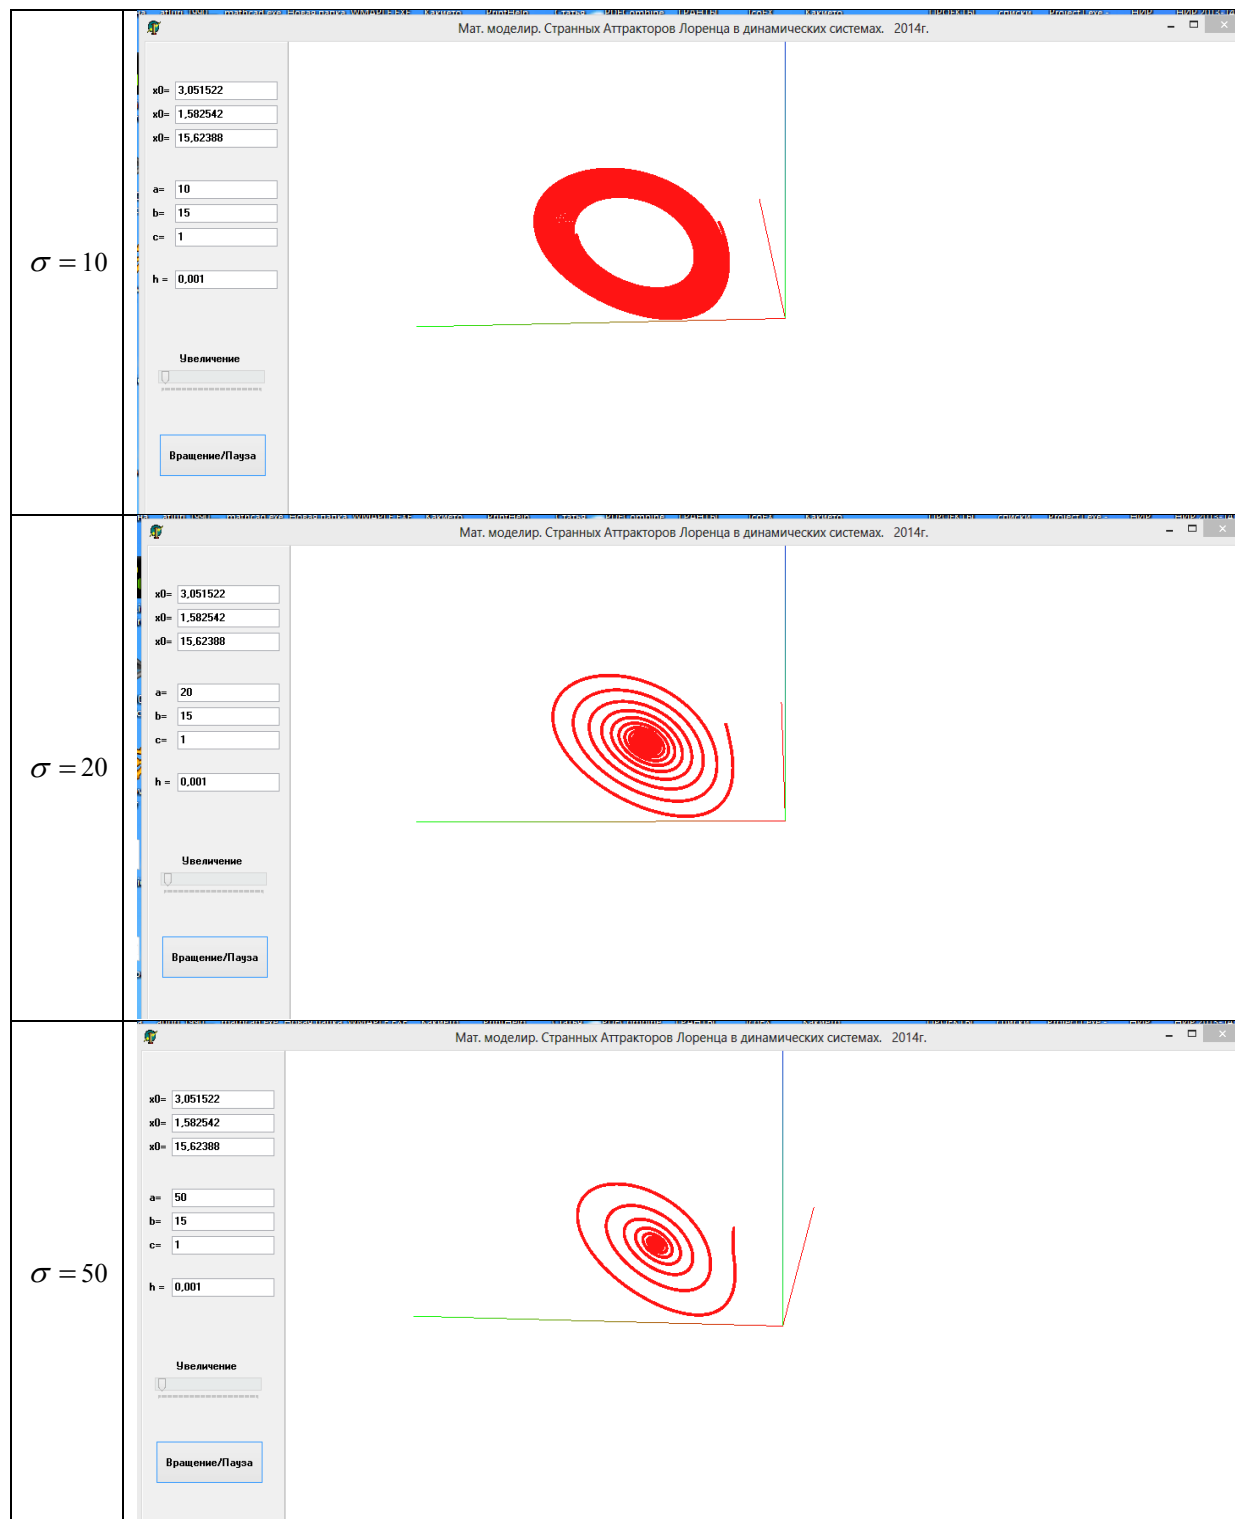 Мат. моделир. Странных Аттракторов Лоренца в динамических системах. 2014г.
x0= 3,051522
x0= 1,582542
x0= 15,62388
a= 10
b= 15
c= 1
σ = 10
h = 0,001
Увеличение
Вращение/Пауза
Мат. моделир. Странных Аттракторов Лоренца в динамических системах. 2014г.
x0= 3,051522
x0= 1,582542
x0= 15,62388
a= 20
b= 15
c= 1
σ = 20
h = 0,001
Увеличение
Вращение/Пауза
Мат. моделир. Странных Аттракторов Лоренца в динамических системах. 2014г.
x0= 3,051522
x0= 1,582542
x0= 15,62388
a= 50
b= 15
c= 1
σ = 50
h = 0,001
Увеличение
Вращение/Пауза